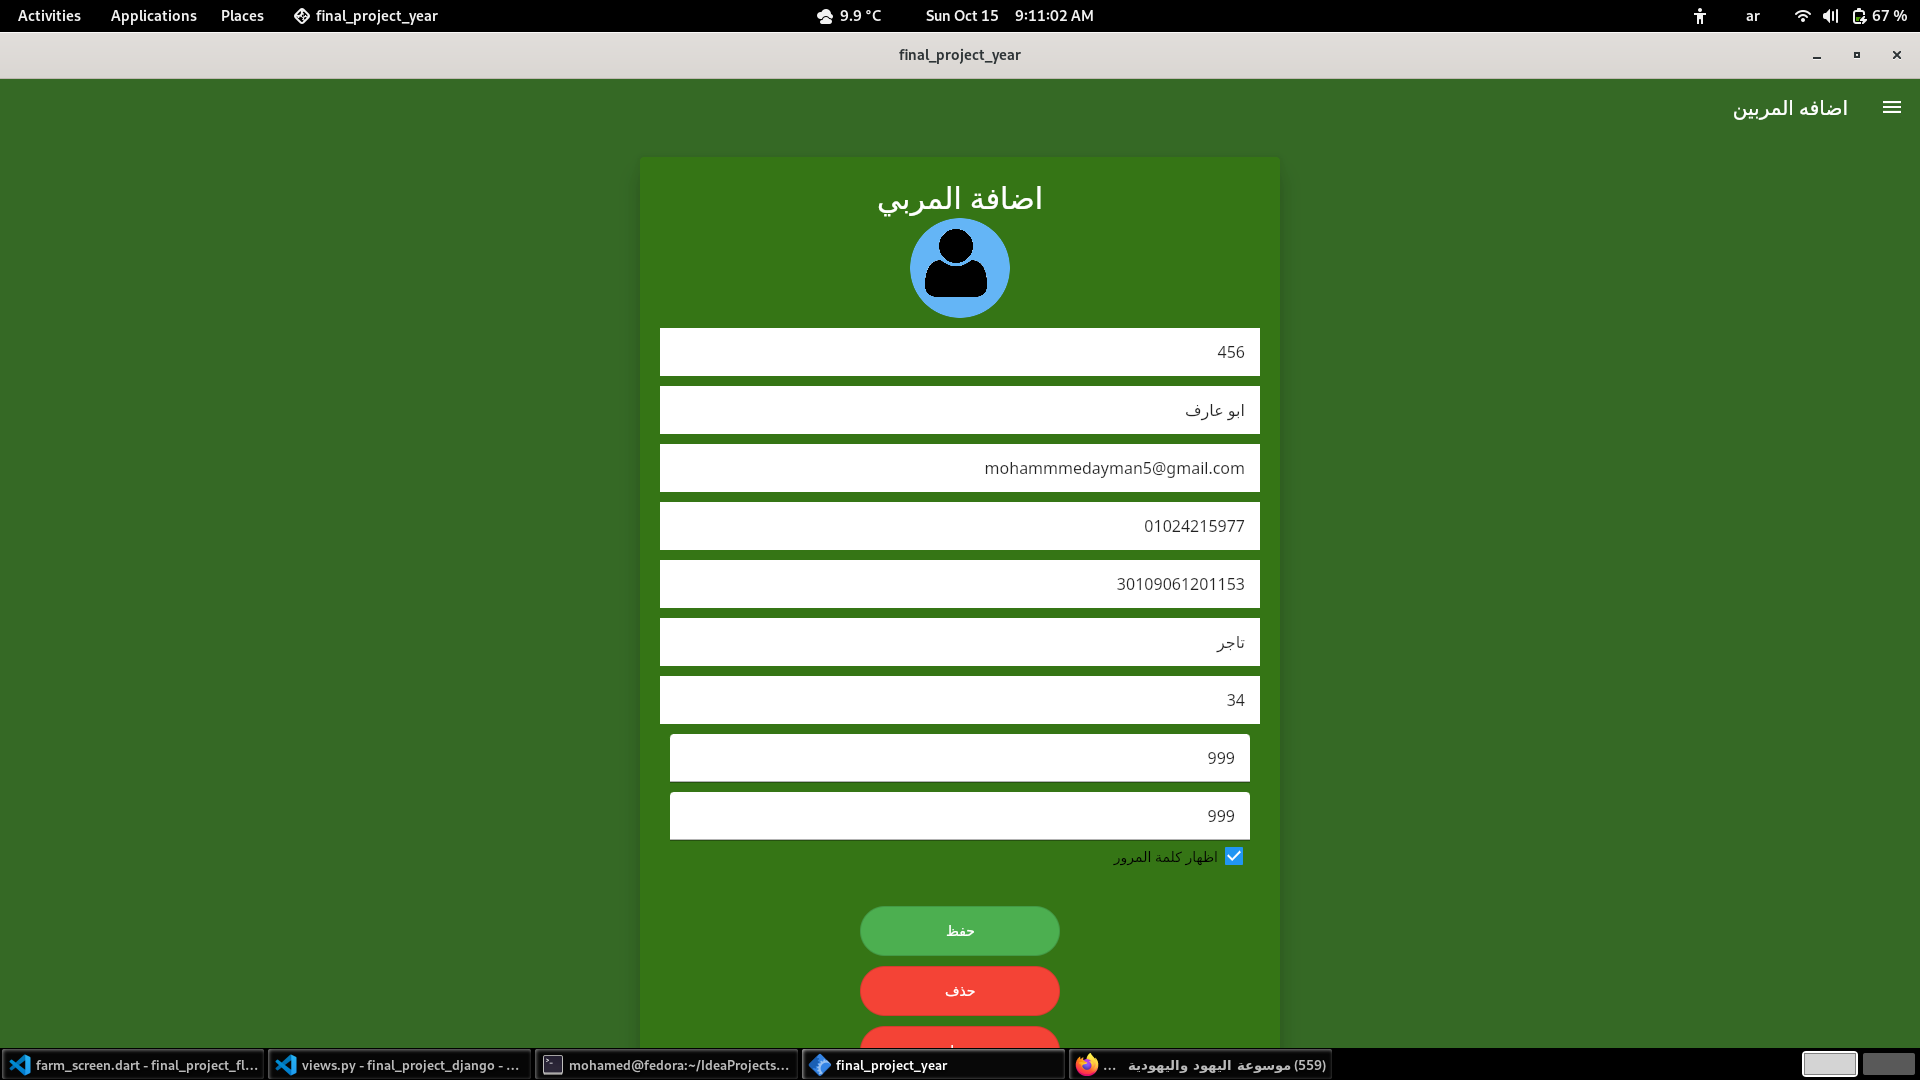 Activities Applications Places final_project_year 9.9 °C Sun Oct 15 9:11:02 AM ar 67 %
final_project_year
اضافه المربين
اضافة المربي
456
ابو عارف
mohammmedayman5@gmail.com
01024215977
30109061201153
تاجر
34
999
999
اظهار كلمة المرور
حفظ
حذف
farm_screen.dart - final_project_fl... views.py - final_project_django - ... mohamed@fedora:~/IdeaProjects... final_project_year (559) موسوعة اليهود واليهودية ...